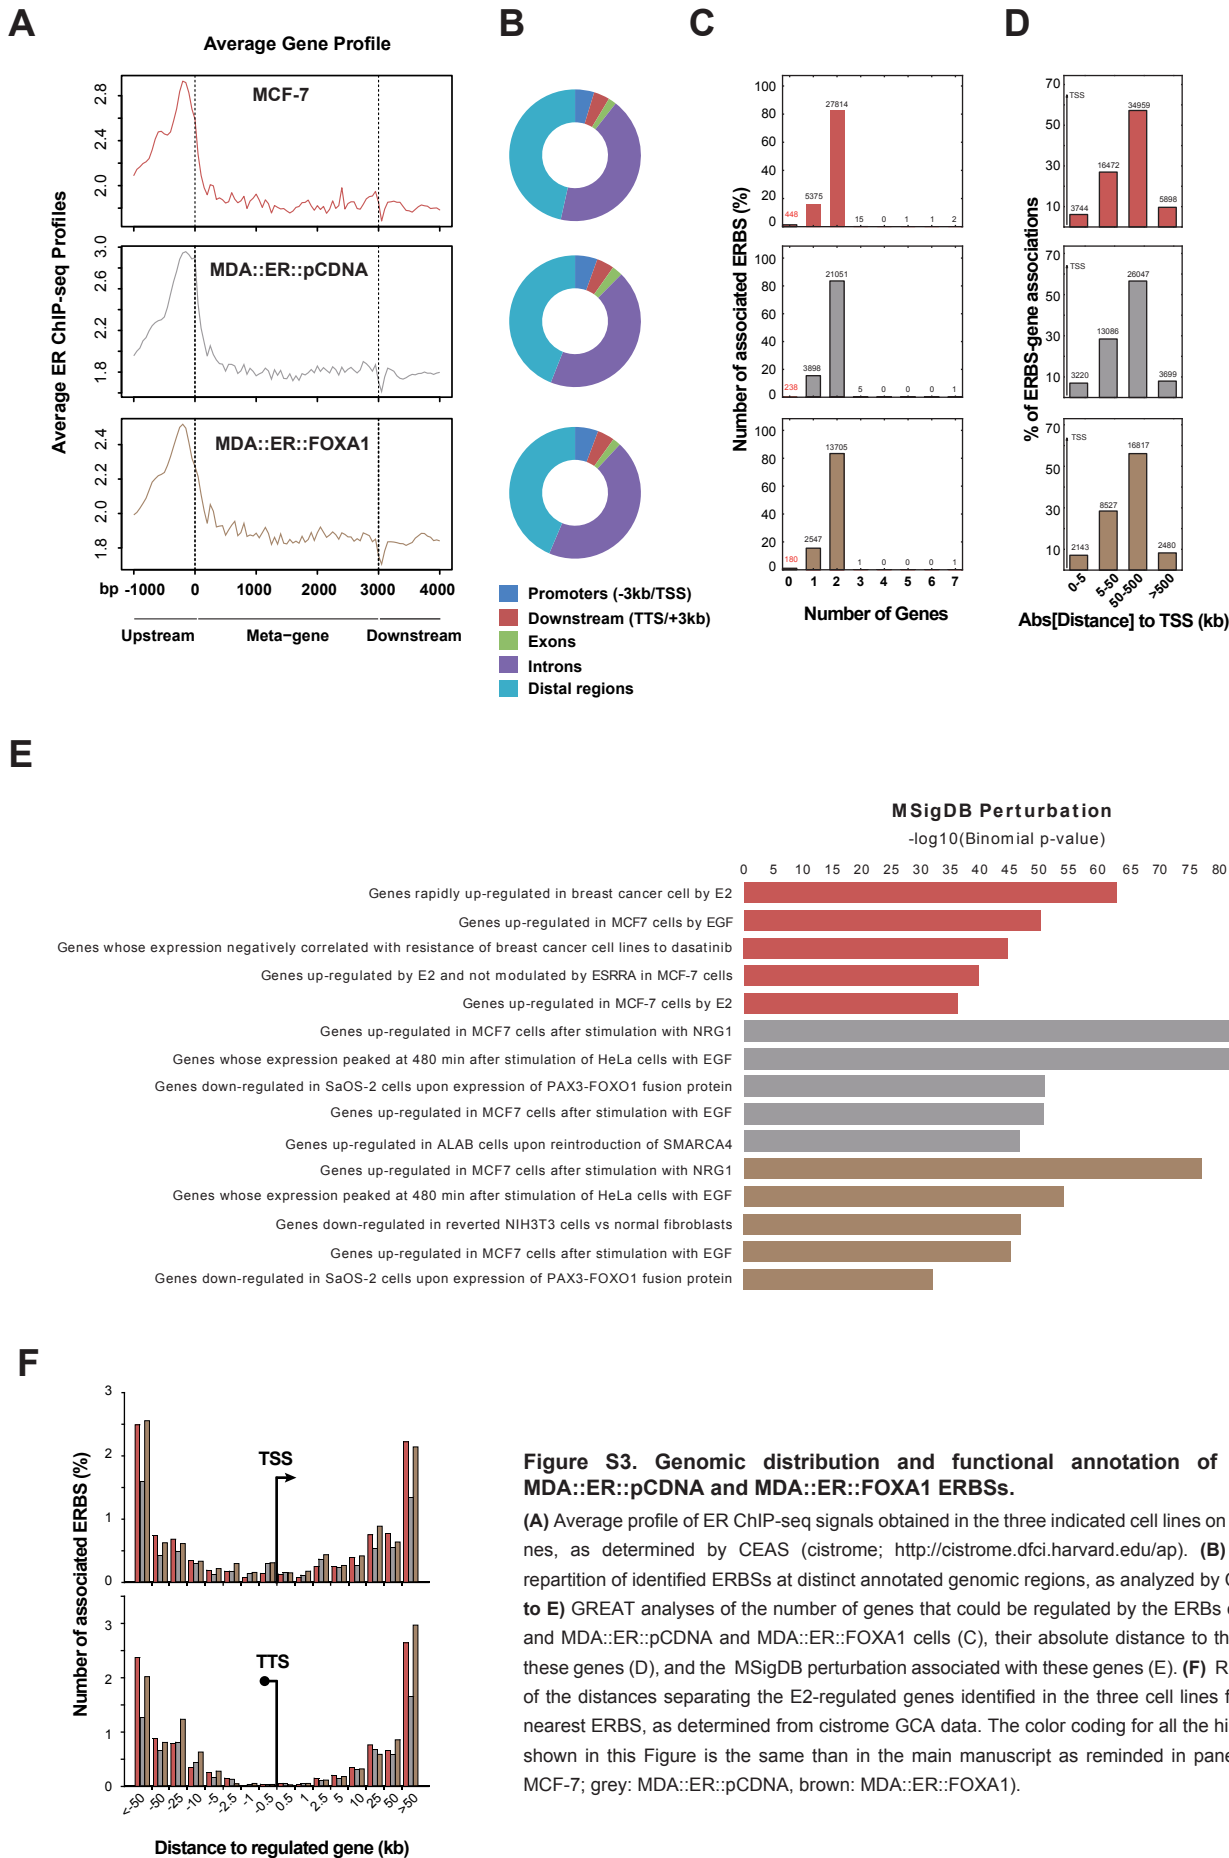 A
B
C
D
Average Gene Profile
Average ER ChIP-seq Profiles
MCF-7
2.8
2.4
2.0
MDA::ER::pCDNA
3.0
2.6
2.2
1.8
MDA::ER::FOXA1
2.4
2.2
2.0
1.8
bp -1000 0 1000 2000 3000 4000
Upstream Meta-gene Downstream
Promoters (-3kb/TSS)
Downstream (TTS/+3kb)
Exons
Introns
Distal regions
Number of associated ERBS (%)
100
80
60
40
20
0
448 5375 27814 15 0 1 1 2
100
80
60
40
20
0
238 3898 21051 5 0 0 0 1
100
80
60
40
20
0
180 2547 13705 1 0 0 0 1
0 1 2 3 4 5 6 7
Number of Genes
% of ERBS-gene associations
70
50
30
10
TSS
3744 16472 34959 5898
70
50
30
10
TSS
3220 13086 26047 3699
70
50
30
10
TSS
2143 8527 16817 2480
0-5 5-50 50-500 >500
Abs[Distance] to TSS (kb)
E
MSigDB Perturbation
-log10(Binomial p-value)
0 5 10 15 20 25 30 35 40 45 50 55 60 65 70 75 80
Genes rapidly up-regulated in breast cancer cell by E2
Genes up-regulated in MCF7 cells by EGF
Genes whose expression negatively correlated with resistance of breast cancer cell lines to dasatinib
Genes up-regulated by E2 and not modulated by ESRRA in MCF-7 cells
Genes up-regulated in MCF-7 cells by E2
Genes up-regulated in MCF7 cells after stimulation with NRG1
Genes whose expression peaked at 480 min after stimulation of HeLa cells with EGF
Genes down-regulated in SaOS-2 cells upon expression of PAX3-FOXO1 fusion protein
Genes up-regulated in MCF7 cells after stimulation with EGF
Genes up-regulated in ALAB cells upon reintroduction of SMARCA4
Genes up-regulated in MCF7 cells after stimulation with NRG1
Genes whose expression peaked at 480 min after stimulation of HeLa cells with EGF
Genes down-regulated in reverted NIH3T3 cells vs normal fibroblasts
Genes up-regulated in MCF7 cells after stimulation with EGF
Genes down-regulated in SaOS-2 cells upon expression of PAX3-FOXO1 fusion protein
F
Number of associated ERBS (%)
3
2
1
0
TSS
3
2
1
0
TTS
<-50 -50 -25 -10 -5 -2.5 -1 -0.5 0.5 1 2.5 5 10 25 50 >50
Distance to regulated gene (kb)
Figure S3. Genomic distribution and functional annotation of
MDA::ER::pCDNA and MDA::ER::FOXA1 ERBSs.
(A) Average profile of ER ChIP-seq signals obtained in the three indicated cell lines on
nes, as determined by CEAS (cistrome; http://cistrome.dfci.harvard.edu/ap). (B)
repartition of identified ERBSs at distinct annotated genomic regions, as analyzed by
to E) GREAT analyses of the number of genes that could be regulated by the ERBs
and MDA::ER::pCDNA and MDA::ER::FOXA1 cells (C), their absolute distance to
these genes (D), and the MSigDB perturbation associated with these genes (E). (F)
of the distances separating the E2-regulated genes identified in the three cell lines
nearest ERBS, as determined from cistrome GCA data. The color coding for all the
shown in this Figure is the same than in the main manuscript as reminded in
MCF-7; grey: MDA::ER::pCDNA, brown: MDA::ER::FOXA1).